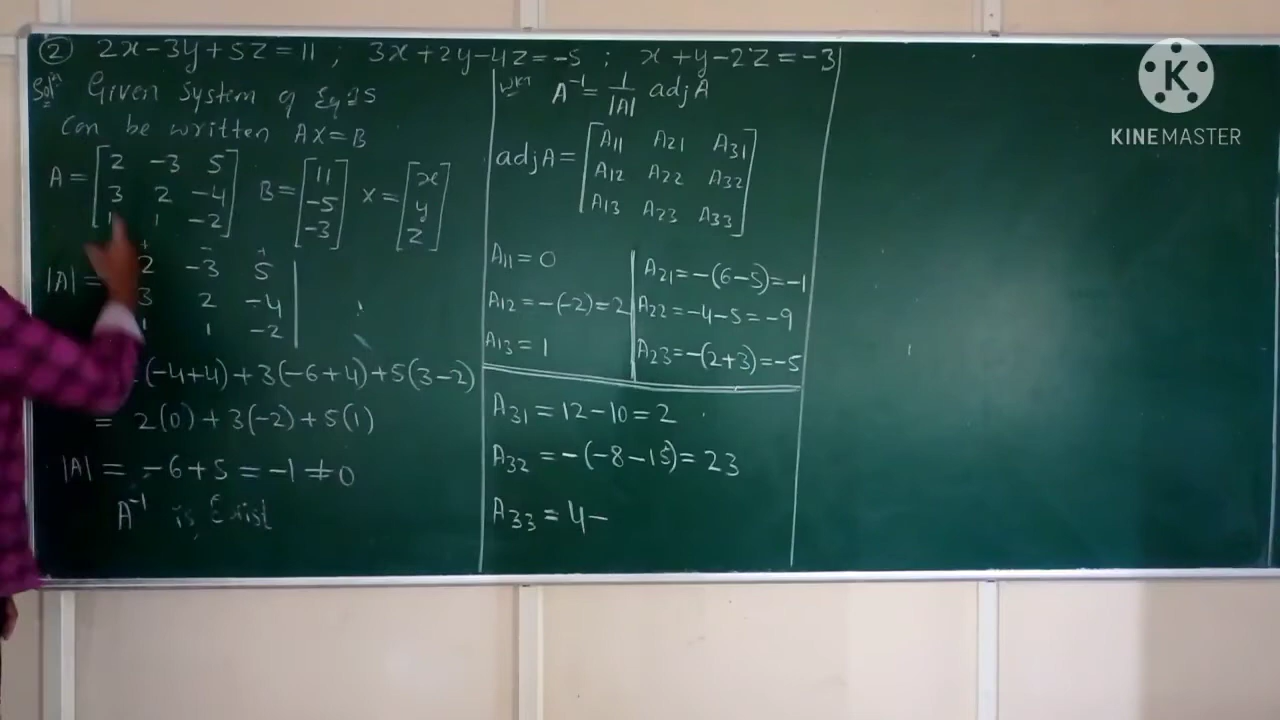 ② 2x-3y+5z=11 ; 3x+2y-4z=-5 ; x+y-2z=-3
Sol:- Given System of Eq^ns
Can be written AX=B
A = [2 -3 5
3 2 -4
1 1 -2] B = [11
-5
-3] X = [x
y
z]
+ - +
|A| = 2 -3 5
3 2 -4
1 1 -2
(-4+4)+3(-6+4)+5(3-2)
= 2(0)+3(-2)+5(1)
|A| = -6+5 = -1 ≠ 0
A⁻¹ is Exist
WKT A⁻¹ = 1/|A| adj A
adj A = [A11 A21 A31
A12 A22 A32
A13 A23 A33]
A11 = 0
A12 = -(-2) = 2
A13 = 1
A21 = -(6-5) = -1
A22 = -4-5 = -9
A23 = -(2+3) = -5
A31 = 12-10 = 2
A32 = -(-8-15) = 23
A33 = 4-
K
KINEMASTER